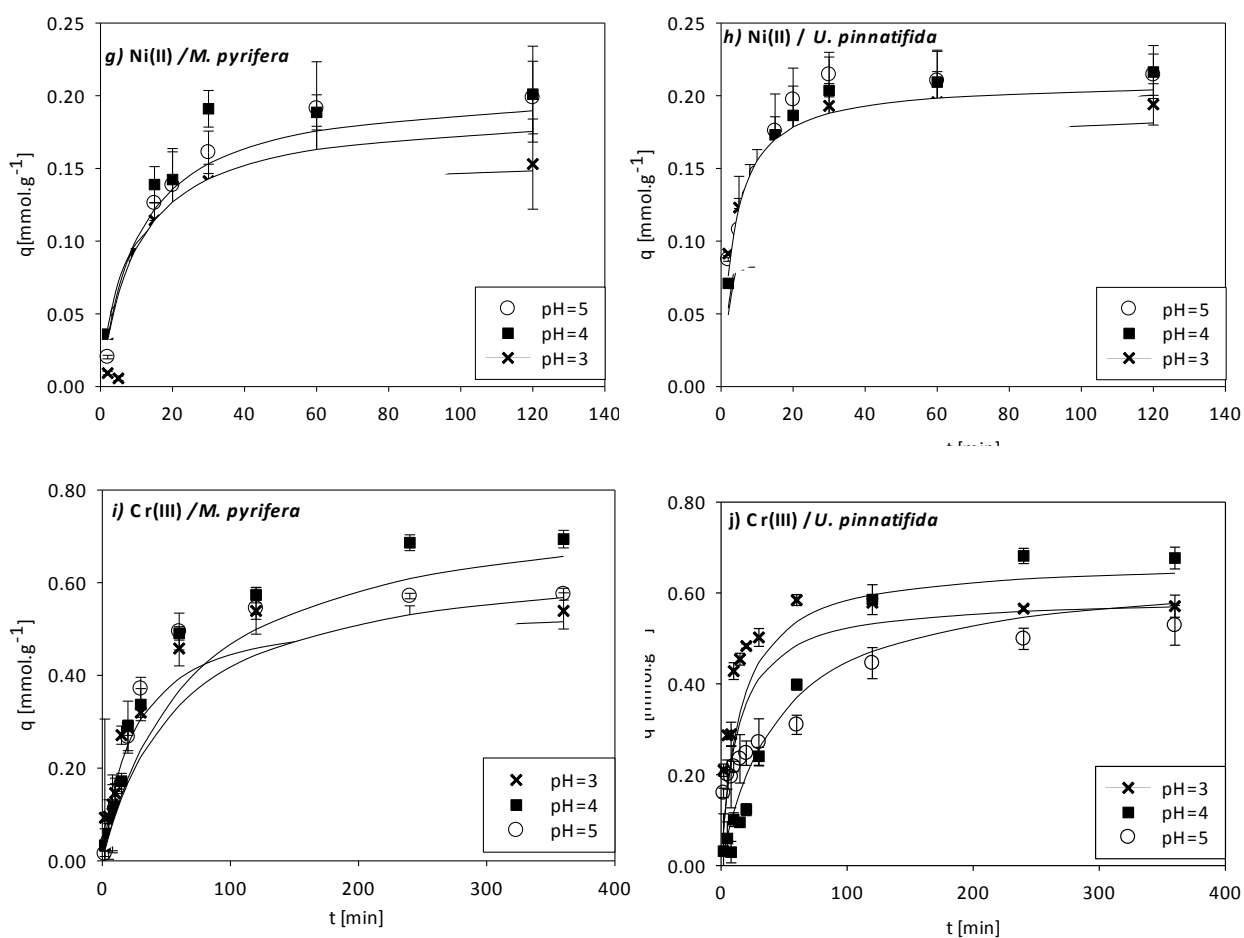 g) Ni(II) /M. pyrifera
0.25
0.20
0.15
0.10
0.05
0.00
q[mmol.g-1]
pH=5
pH=4
pH=3
0 20 40 60 80 100 120 140
h) Ni(II) / U. pinnatifida
0.25
0.20
0.15
0.10
0.05
0.00
q [mmol.g-1]
pH=5
pH=4
pH=3
0 20 40 60 80 100 120 140
i) Cr(III) /M. pyrifera
0.80
0.60
0.40
0.20
0.00
q [mmol.g-1]
pH=3
pH=4
pH=5
0 100 200 300 400
t [min]
j) Cr(III) / U. pinnatifida
0.80
0.60
0.40
0.20
0.00
pH=3
pH=4
pH=5
0 100 200 300 400
t [min]